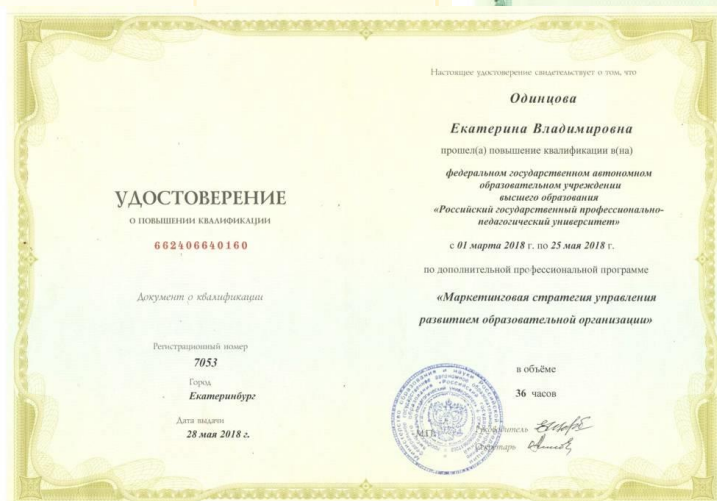 УДОСТОВЕРЕНИЕ
О ПОВЫШЕНИИ КВАЛИФИКАЦИИ
662406640160
Документ о квалификации
Регистрационный номер
7053
Город
Екатеринбург
Дата выдачи
28 мая 2018 г.
Настоящее удостоверение свидетельствует о том, что
Одинцова
Екатерина Владимировна
прошел(а) повышение квалификации в(на)
федеральном государственном автономном
образовательном учреждении
высшего образования
«Российский государственный профессионально-
педагогический университет»
с 01 марта 2018 г. по 25 мая 2018 г.
по дополнительной профессиональной программе
«Маркетинговая стратегия управления
развитием образовательной организации»
в объёме
36 часов
М.П.
Руководитель
Секретарь